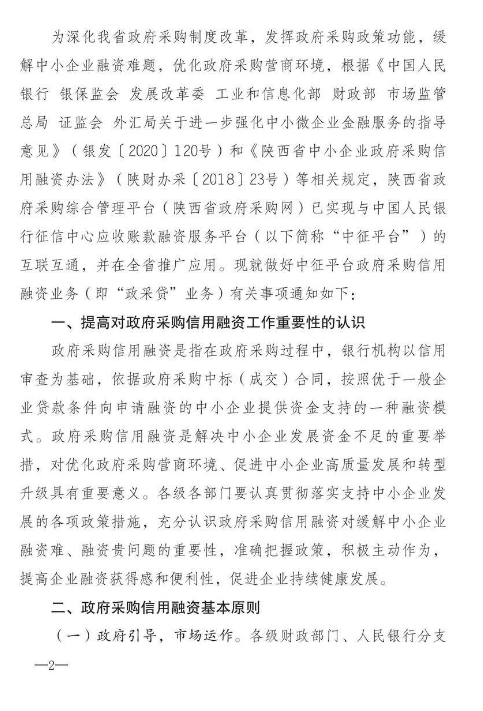 为深化我省政府采购制度改革，发挥政府采购政策功能，缓
解中小企业融资难题，优化政府采购营商环境，根据《中国人民
银行 银保监会 发展改革委 工业和信息化部 财政部 市场监管
总局 证监会 外汇局关于进一步强化中小微企业金融服务的指导
意见》（银发〔2020〕120号）和《陕西省中小企业政府采购信
用融资办法》（陕财办采〔2018〕23号）等相关规定，陕西省政
府采购综合管理平台（陕西省政府采购网）已实现与中国人民银
行征信中心应收账款融资服务平台（以下简称“中征平台”）的
互联互通，并在全省推广应用。现就做好中征平台政府采购信用
融资业务（即“政采贷”业务）有关事项通知如下：
一、提高对政府采购信用融资工作重要性的认识
政府采购信用融资是指在政府采购过程中，银行机构以信用
审查为基础，依据政府采购中标（成交）合同，按照优于一般企
业贷款条件向申请融资的中小企业提供资金支持的一种融资模
式。政府采购信用融资是解决中小企业发展资金不足的重要举
措，对优化政府采购营商环境、促进中小企业高质量发展和转型
升级具有重要意义。各级各部门要认真贯彻落实支持中小企业发
展的各项政策措施，充分认识政府采购信用融资对缓解中小企业
融资难、融资贵问题的重要性，准确把握政策，积极主动作为，
提高企业融资获得感和便利性，促进企业持续健康发展。
二、政府采购信用融资基本原则
（一）政府引导，市场运作。各级财政部门、人民银行分支
—2—